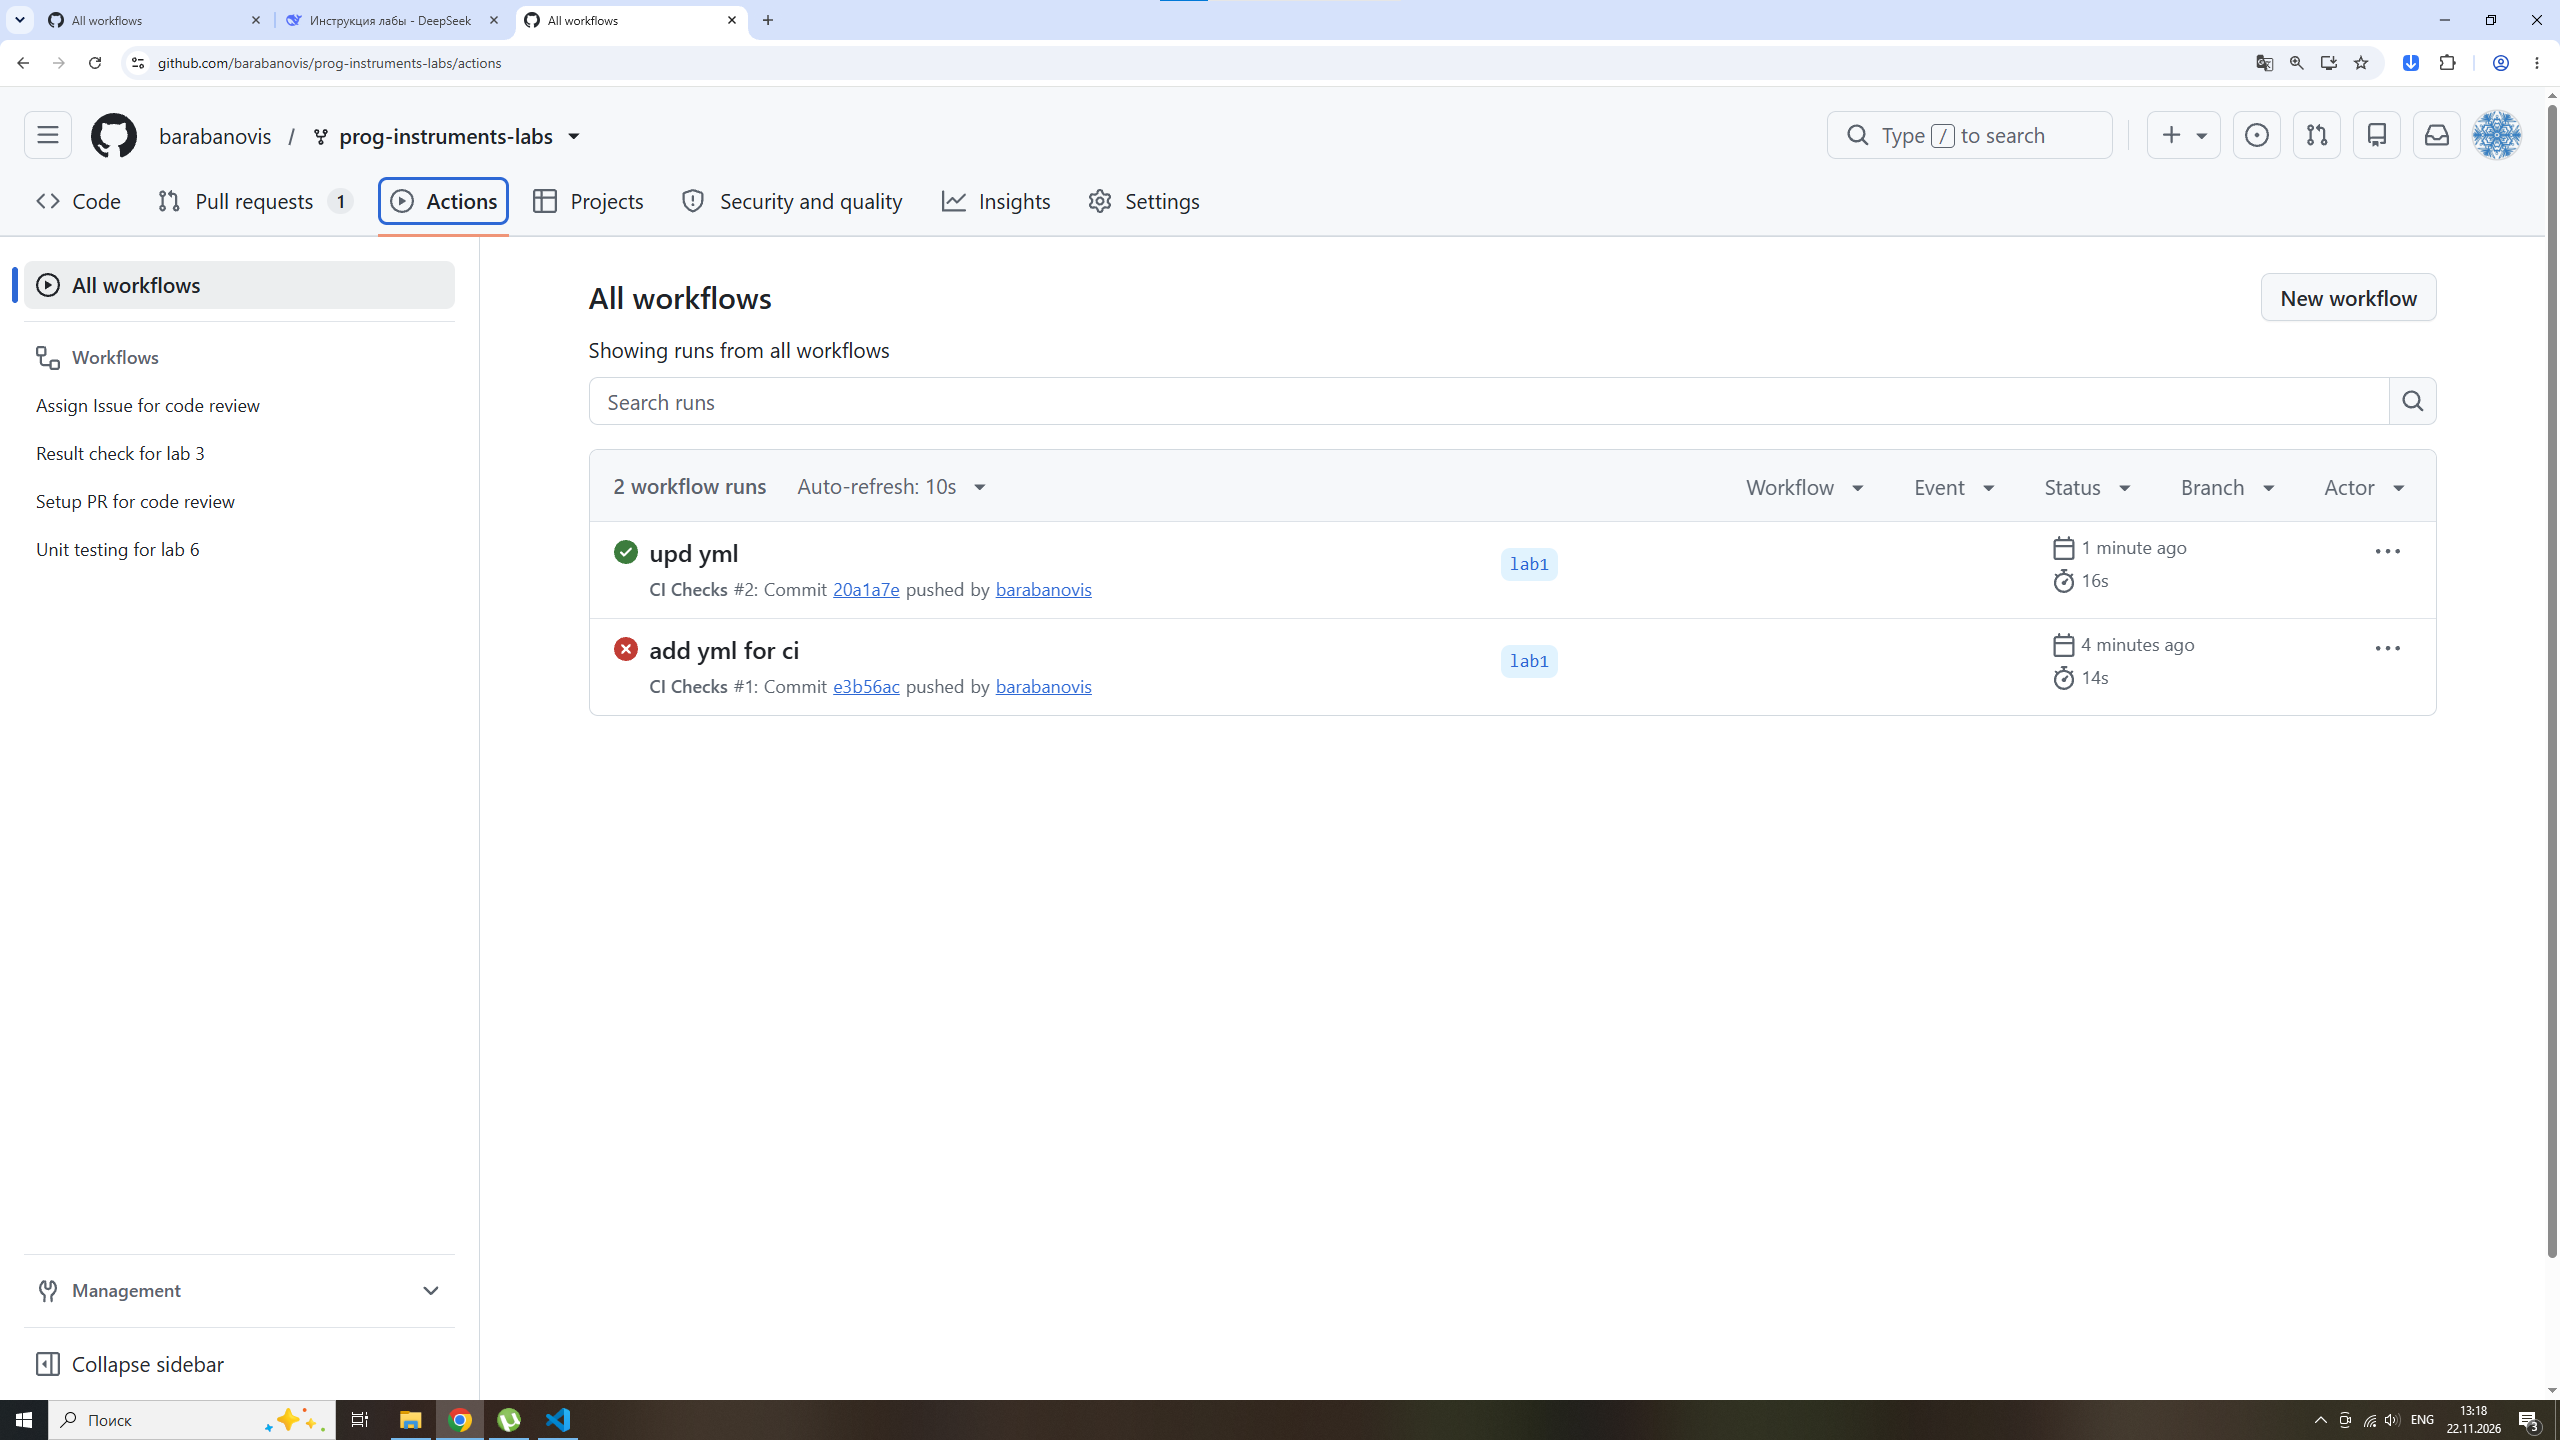 All workflows
Инструкция лабы - DeepSeek
All workflows
github.com/barabanovis/prog-instruments-labs/actions
barabanovis / prog-instruments-labs
Type / to search
Code
Pull requests 1
Actions
Projects
Security and quality
Insights
Settings
All workflows
Workflows
Assign Issue for code review
Result check for lab 3
Setup PR for code review
Unit testing for lab 6
Management
Collapse sidebar
All workflows
New workflow
Showing runs from all workflows
Search runs
2 workflow runs
Auto-refresh: 10s
Workflow
Event
Status
Branch
Actor
upd yml
CI Checks #2: Commit 20a1a7e pushed by barabanovis
lab1
1 minute ago
16s
add yml for ci
CI Checks #1: Commit e3b56ac pushed by barabanovis
lab1
4 minutes ago
14s
Поиск
ENG
13:18
22.11.2026
3